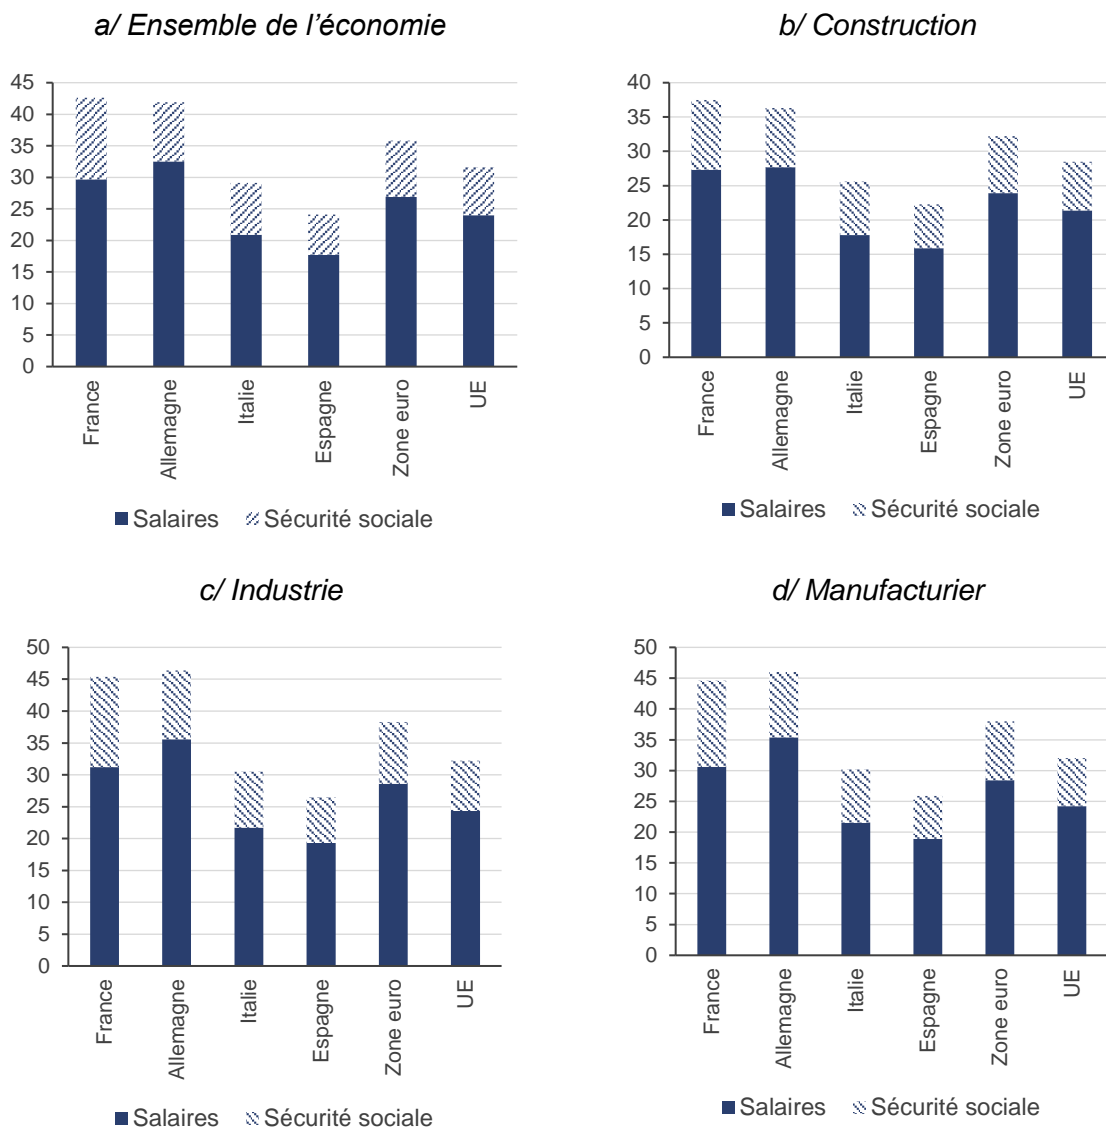 a/ Ensemble de l’économie
45
40
35
30
25
20
15
10
5
0
France
Allemagne
Italie
Espagne
Zone euro
UE
Salaires Sécurité sociale
b/ Construction
40
35
30
25
20
15
10
5
0
France
Allemagne
Italie
Espagne
Zone euro
UE
Salaires Sécurité sociale
c/ Industrie
50
45
40
35
30
25
20
15
10
5
0
France
Allemagne
Italie
Espagne
Zone euro
UE
Salaires Sécurité sociale
d/ Manufacturier
50
45
40
35
30
25
20
15
10
5
0
France
Allemagne
Italie
Espagne
Zone euro
UE
Salaires Sécurité sociale